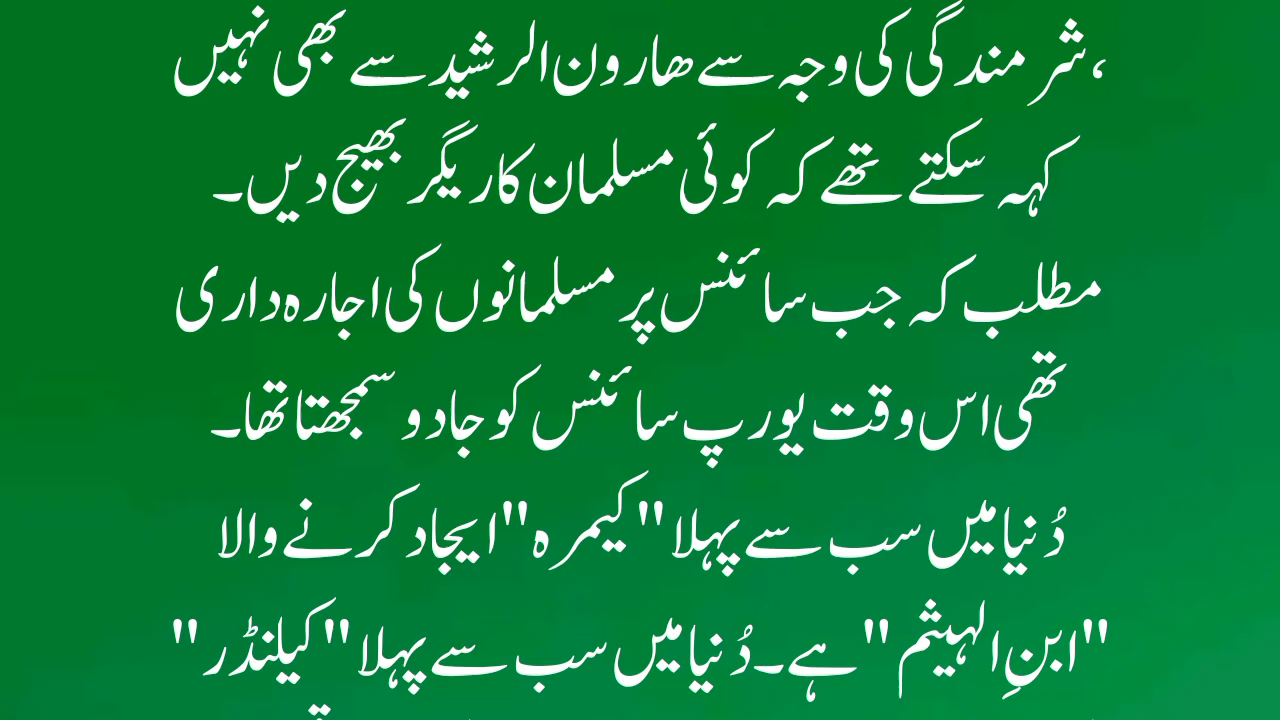 ،شرمندگی کی وجہ سے ھارون الرشید سے بھی نہیں
کہہ سکتے تھے کہ کوئی مسلمان کاریگر بھیج دیں۔
مطلب کہ جب سائنس پر مسلمانوں کی اجارہ داری
تھی اس وقت یورپ سائنس کو جادو سمجھتا تھا۔
دُنیا میں سب سے پہلا "کیمرہ" ایجاد کرنے والا
"ابنِ الہیثم" ہے۔ دُنیا میں سب سے پہلا "کیلنڈر"